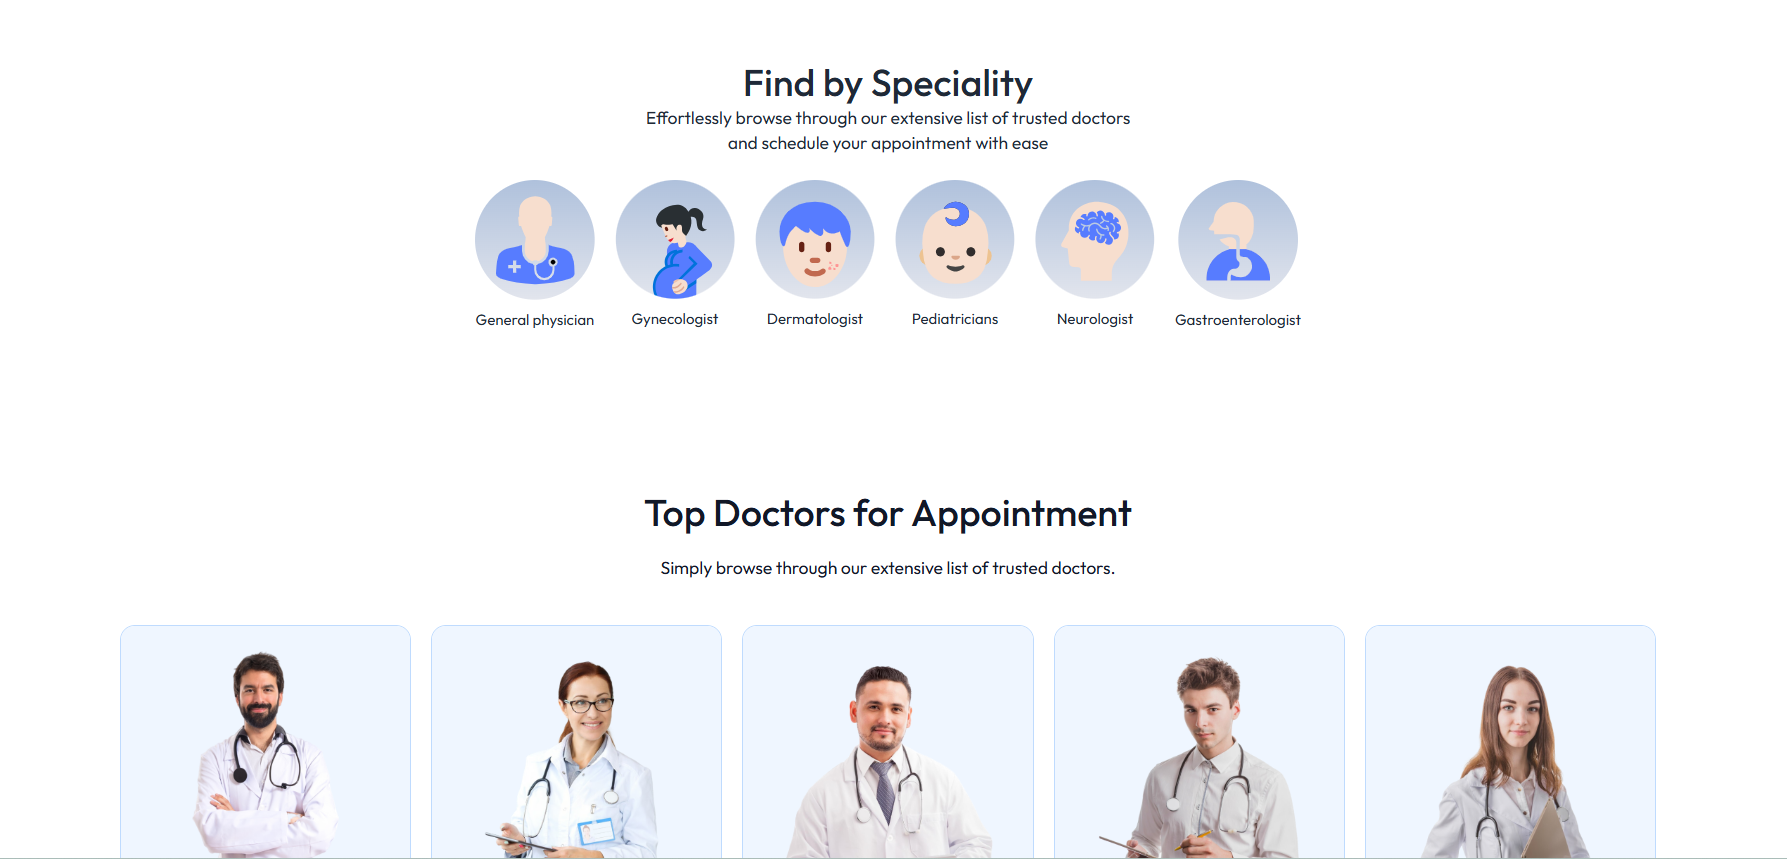 Find by Speciality
Effortlessly browse through our extensive list of trusted doctors
and schedule your appointment with ease
General physician
Gynecologist
Dermatologist
Pediatricians
Neurologist
Gastroenterologist
Top Doctors for Appointment
Simply browse through our extensive list of trusted doctors.